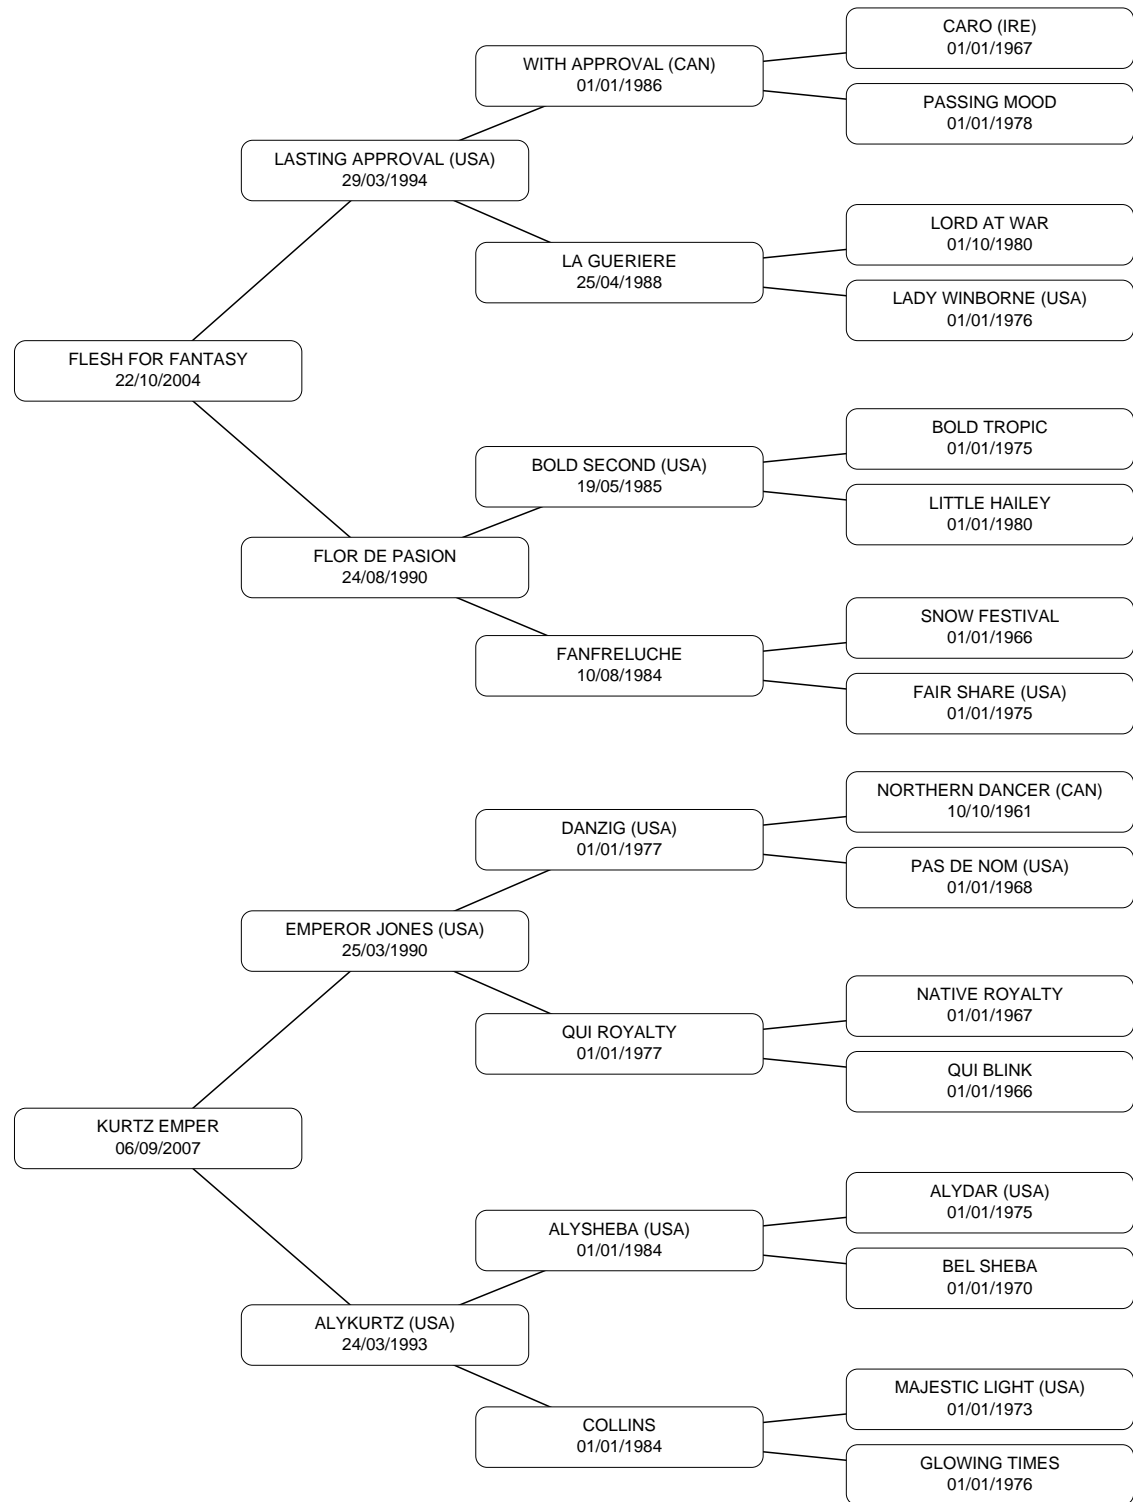 CARO (IRE)
01/01/1967
WITH APPROVAL (CAN)
01/01/1986
PASSING MOOD
01/01/1978
LASTING APPROVAL (USA)
29/03/1994
LORD AT WAR
01/10/1980
LA GUERIERE
25/04/1988
LADY WINBORNE (USA)
01/01/1976
FLESH FOR FANTASY
22/10/2004
BOLD TROPIC
01/01/1975
BOLD SECOND (USA)
19/05/1985
LITTLE HAILEY
01/01/1980
FLOR DE PASION
24/08/1990
SNOW FESTIVAL
01/01/1966
FANFRELUCHE
10/08/1984
FAIR SHARE (USA)
01/01/1975
NORTHERN DANCER (CAN)
10/10/1961
DANZIG (USA)
01/01/1977
PAS DE NOM (USA)
01/01/1968
EMPEROR JONES (USA)
25/03/1990
NATIVE ROYALTY
01/01/1967
QUI ROYALTY
01/01/1977
QUI BLINK
01/01/1966
KURTZ EMPER
06/09/2007
ALYDAR (USA)
01/01/1975
ALYSHEBA (USA)
01/01/1984
BEL SHEBA
01/01/1970
ALYKURTZ (USA)
24/03/1993
MAJESTIC LIGHT (USA)
01/01/1973
COLLINS
01/01/1984
GLOWING TIMES
01/01/1976